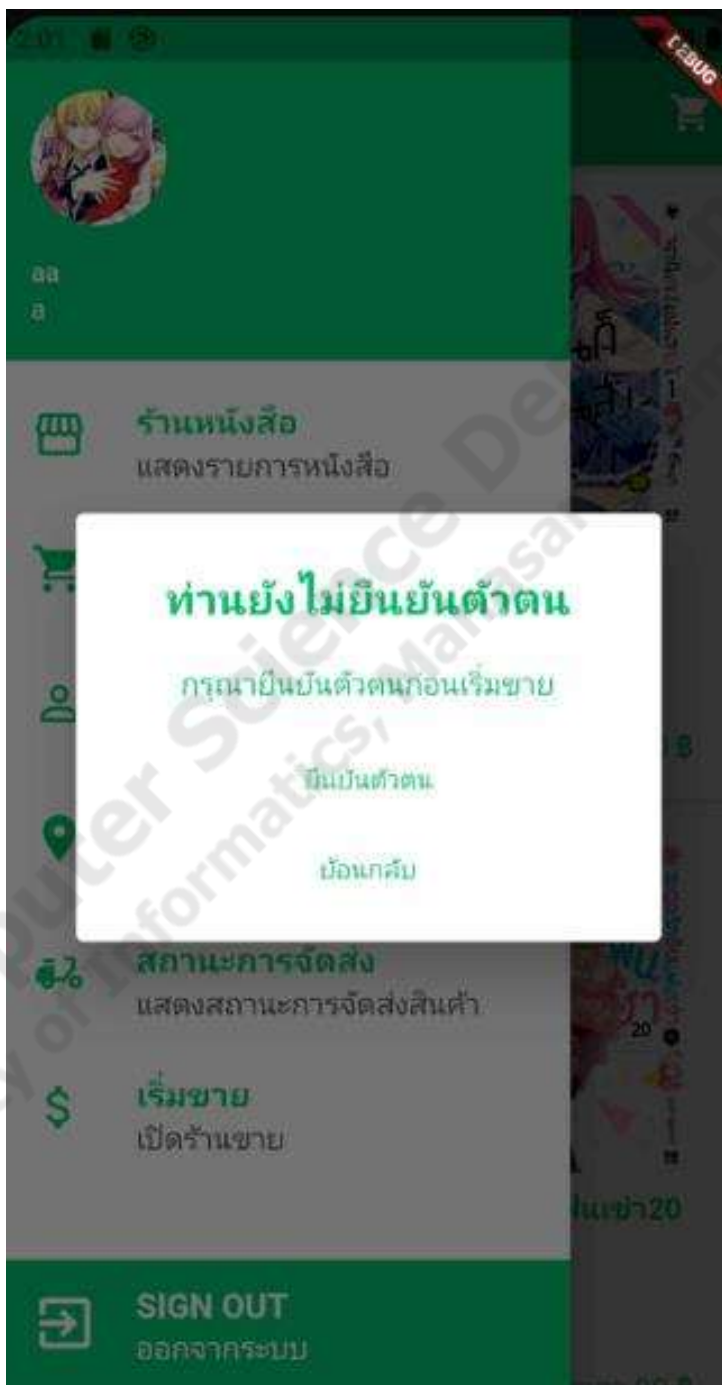 2:01
DEBUG
aa
a
ร้านหนังสือ
แสดงรายการหนังสือ
ท่านยังไม่ยืนยันตัวตน
กรุณายืนยันตัวตนก่อนเริ่มขาย
ยืนยันตัวตน
ย้อนกลับ
สถานะการจัดส่ง
แสดงสถานะการจัดส่งสินค้า
20
เริ่มขาย
เปิดร้านขาย
SIGN OUT
ออกจากระบบ